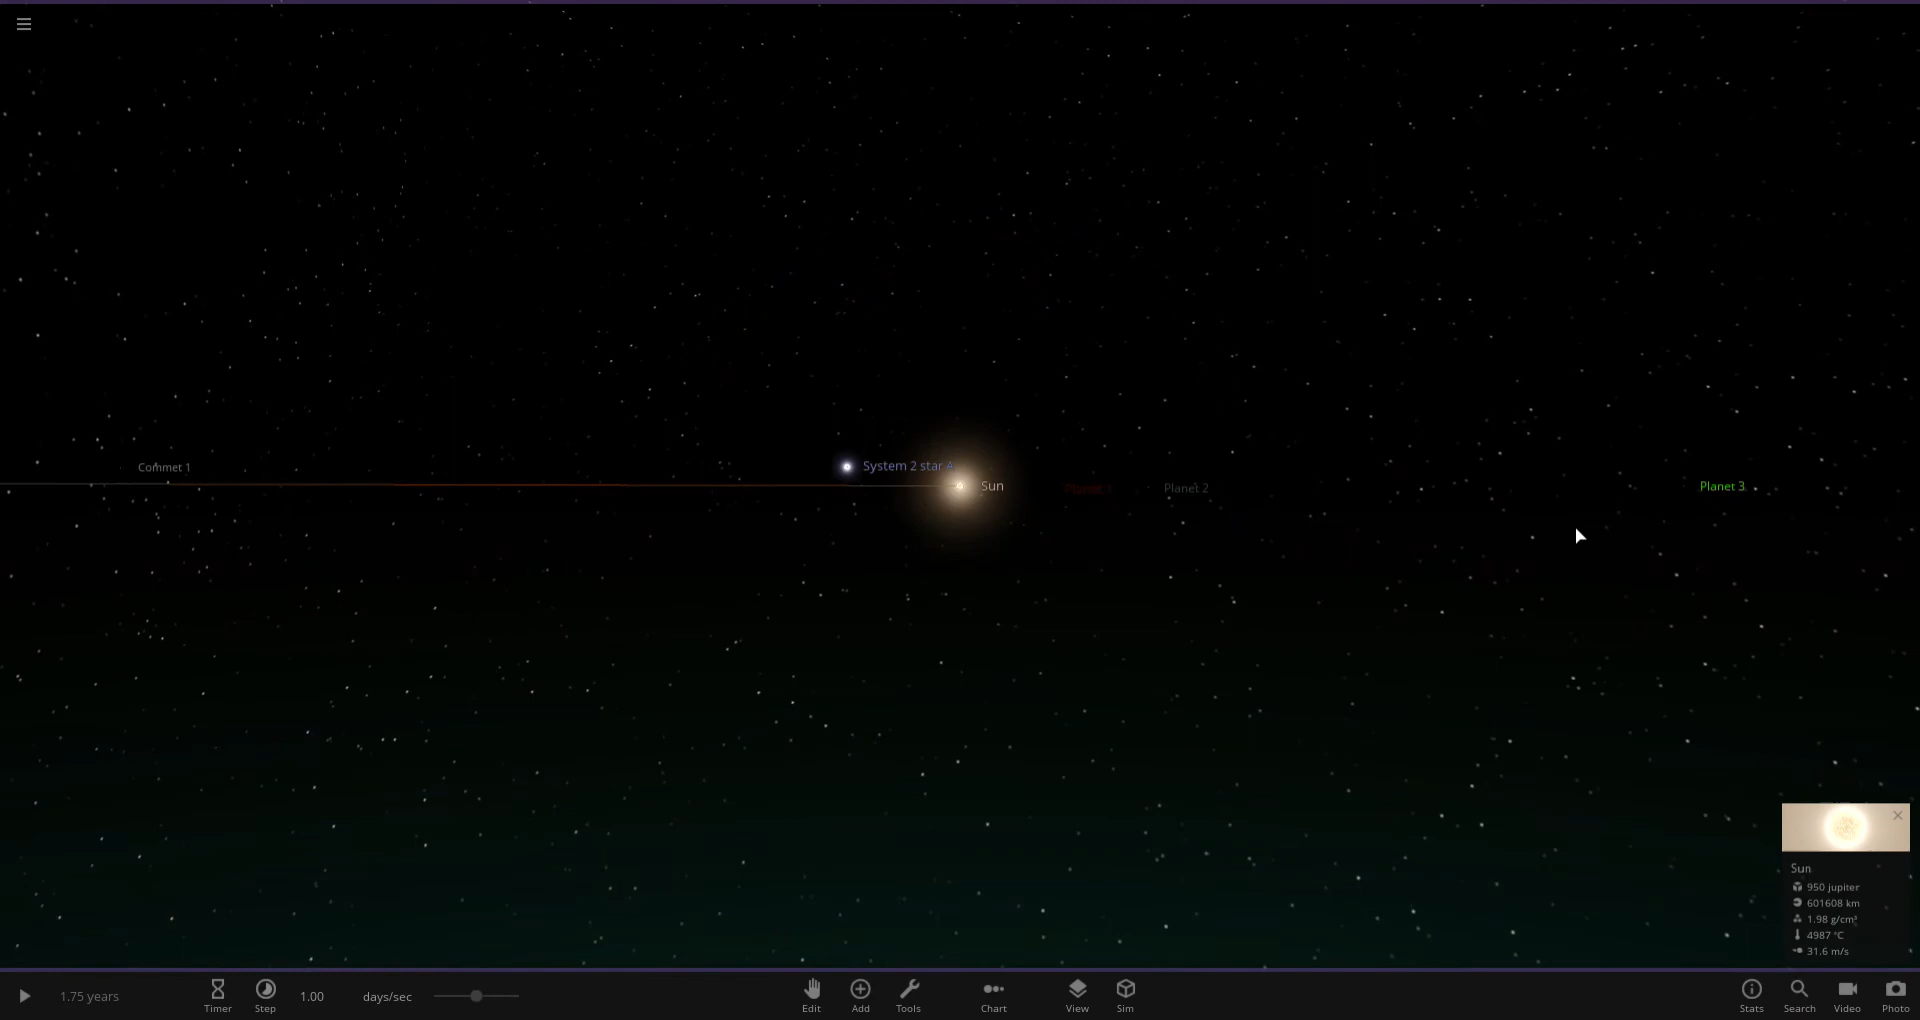 Commet 1
System 2 star A
Sun
Planet 1
Planet 2
Planet 3
Sun
950 jupiter
601608 km
1.98 g/cm³
4987 °C
31.6 m/s
1.75 years
Timer
Step
1.00
days/sec
Edit
Add
Tools
Chart
View
Sim
Stats
Search
Video
Photo